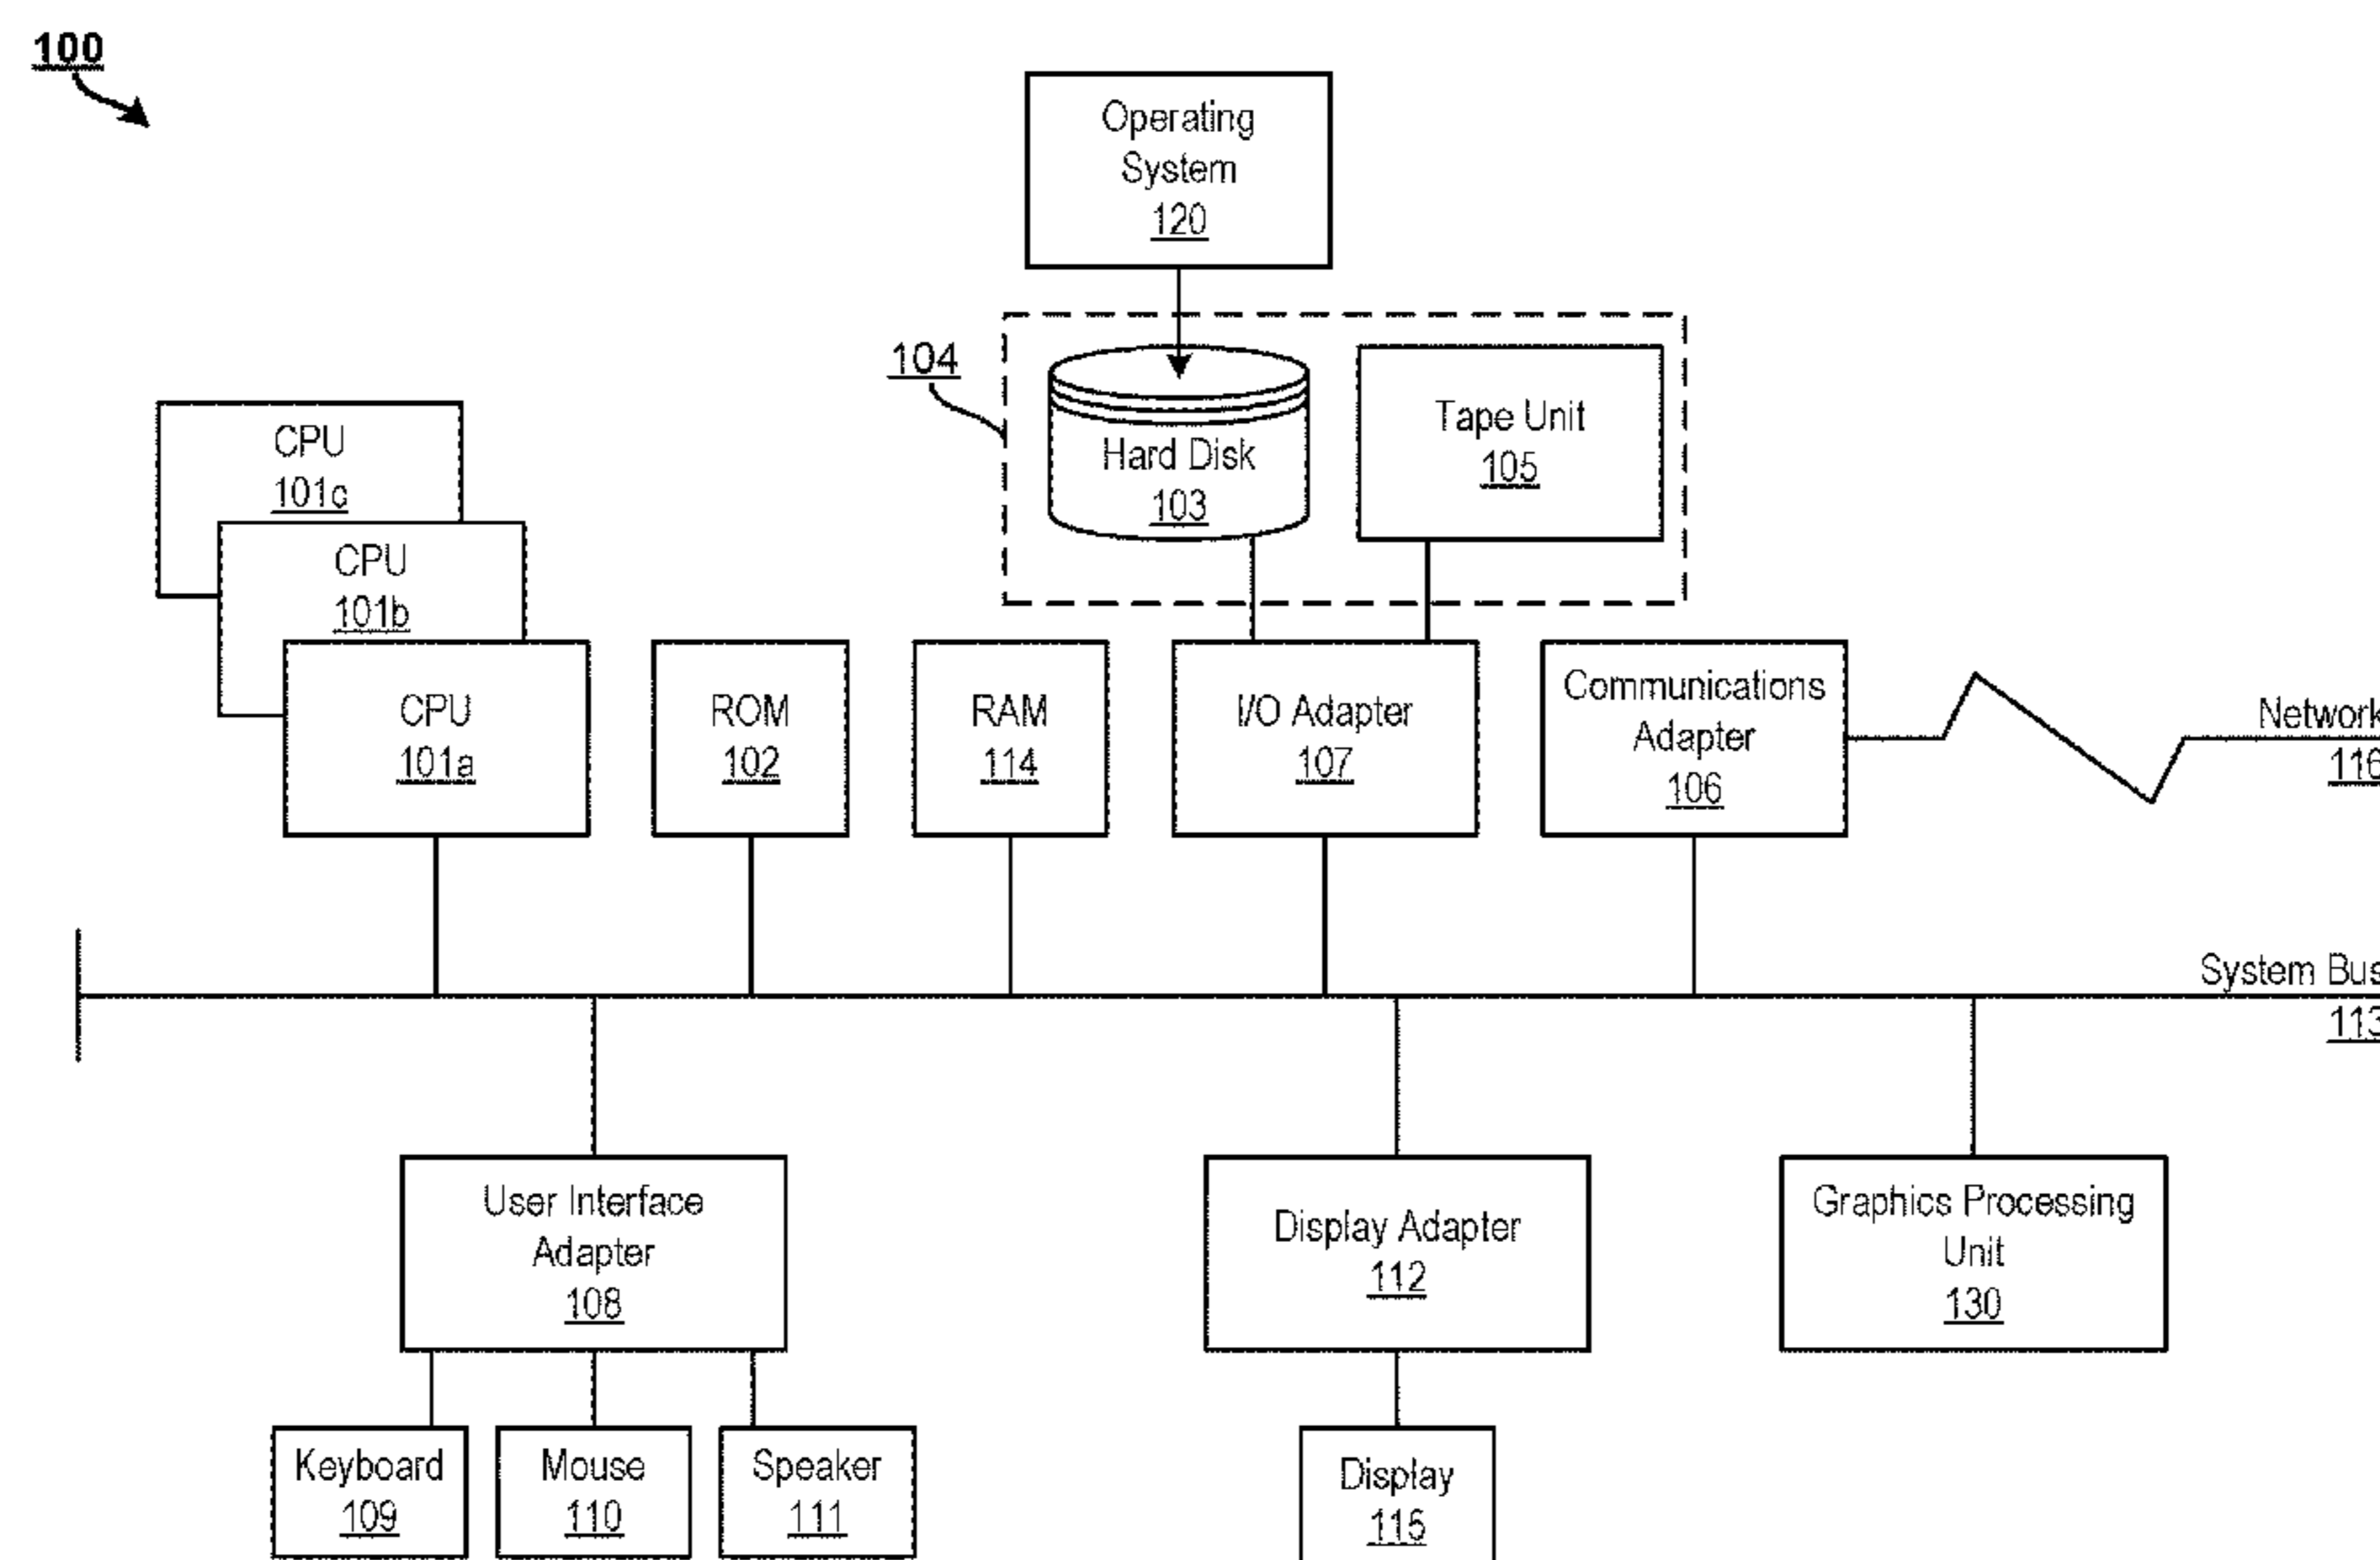 100
Operating
System
120
104
Hard Disk
103
Tape Unit
105
CPU
101c
CPU
101b
CPU
101a
ROM
102
RAM
114
I/O Adapter
107
Communications
Adapter
106
Network
116
System Bus
113
User Interface
Adapter
108
Display Adapter
112
Graphics Processing
Unit
130
Keyboard
109
Mouse
110
Speaker
111
Display
115